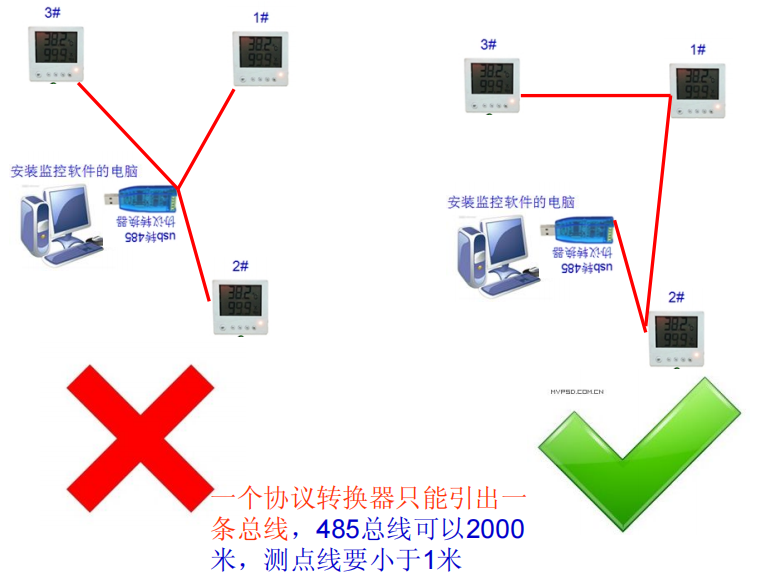 3#
1#
3#
1#
安装监控软件的电脑
usb转485
协议转换器
安装监控软件的电脑
usb转485
协议转换器
2#
2#
HYPSD.COM.CN
一个协议转换器只能引出一
条总线，485总线可以2000
米，测点线要小于1米